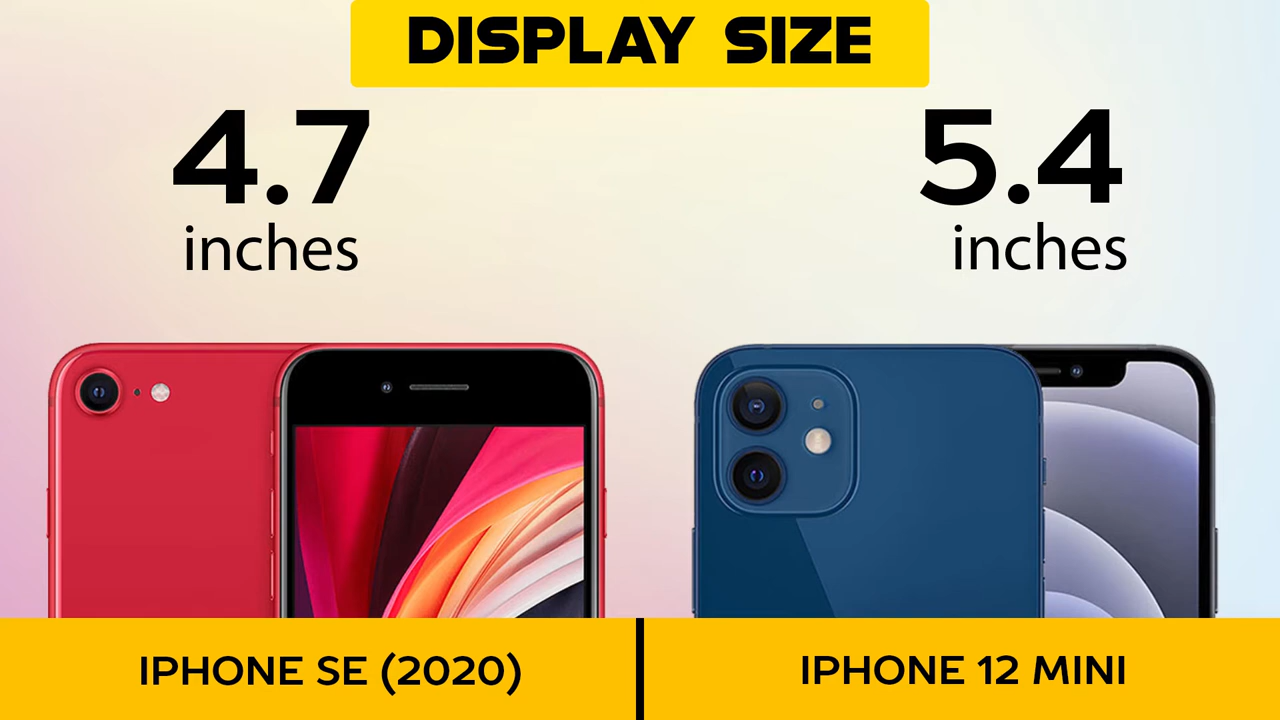 DISPLAY SIZE
4.7
inches
5.4
inches
IPHONE SE (2020)
IPHONE 12 MINI